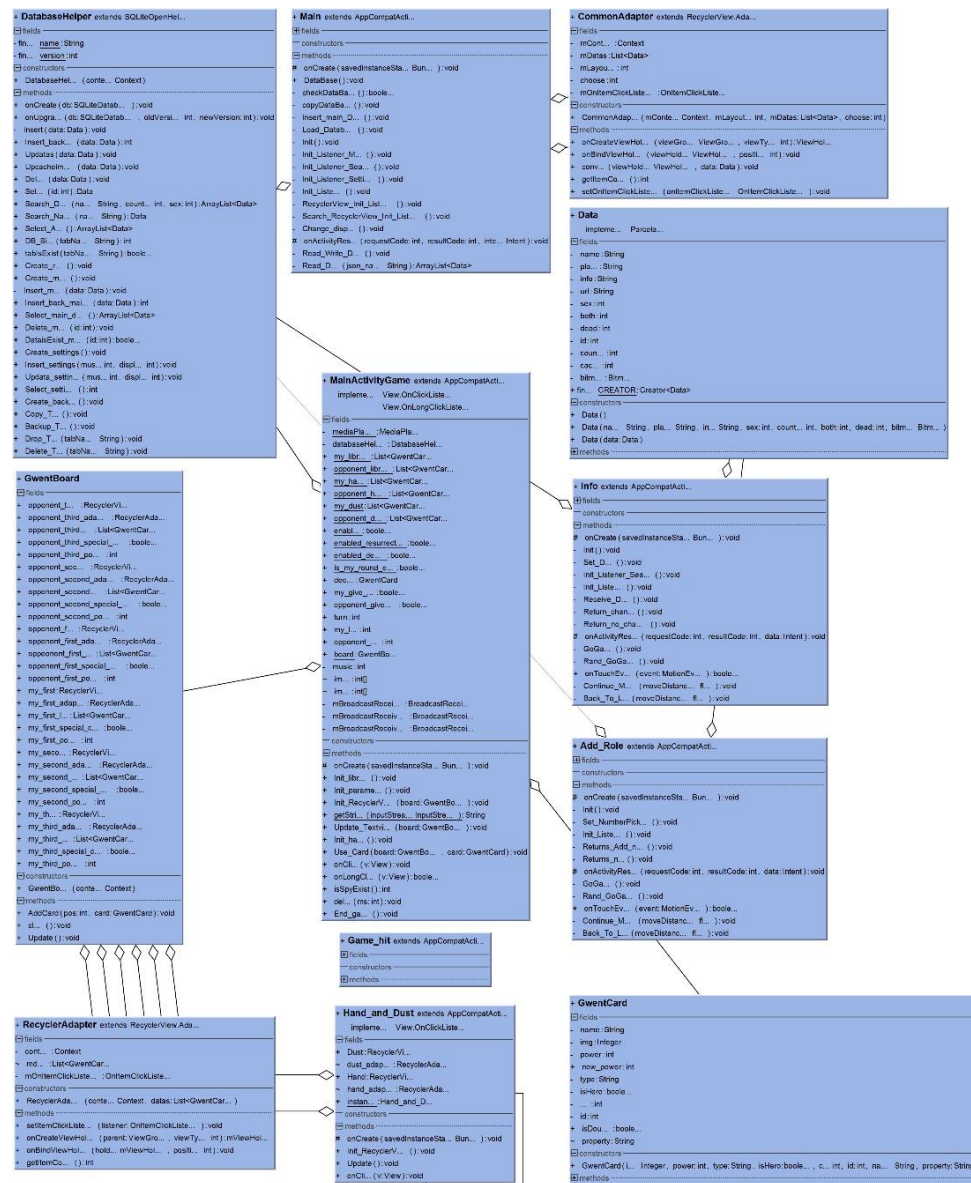 + DatabaseHelper extends SQLiteOpenHel...
fields
- fin... name:String
- fin... version:int
constructors
+ DatabaseHel... (conte... Context)
methods
+ onCreate(db:SQLiteDatab... ):void
+ onUpgra... (db:SQLiteDatab... , oldVersi... int, newVersion:int):void
- Insert(data:Data):void
+ Insert_back... (data:Data):int
+ Updatas(data:Data):void
+ Upcacheim... (data:Data):void
+ Del... (data:Data):void
+ Sel... (id:int):Data
+ Search_D... (na... String, count... int, sex:int):ArrayList<Data>
+ Search_Na... (na... String):Data
+ Select_A... ():ArrayList<Data>
+ DB_Si... (tabNa... String):int
+ tabIsExist(tabNa... String):boole...
+ Create_r... ():void
+ Create_m... ():void
- Insert_m... (data:Data):void
+ Insert_back_mai... (data:Data):int
+ Select_main_d... ():ArrayList<Data>
+ Delete_m... (id:int):void
+ DataisExist_m... (id:int):boole...
+ Create_settings():void
+ Insert_settings(mus... int, displ... int):void
+ Updata_settin... (mus... int, displ... int):void
+ Select_setti... ():int
+ Create_back... ():void
+ Copy_T... ():void
+ Backup_T... ():void
+ Drop_T... (tabNa... String):void
+ Delete_T... (tabNa... String):void
+ Main extends AppCompatActi...
fields
constructors
methods
# onCreate(savedInstanceSta... Bun... ):void
+ DataBase():void
- checkDataBa... ():boole...
- copyDataBa... ():void
- Insert_main_D... ():void
- Load_Datab... ():void
- Init():void
- Init_Listener_M... ():void
- Init_Listener_Sea... ():void
- Init_Listener_Setti... ():void
- Init_Liste... ():void
- RecyclerView_Init_List... ():void
- Search_RecyclerView_Init_List... ():void
- Change_disp... ():void
# onActivityRes... (requestCode:int, resultCode:int, inte... Intent):void
- Read_Write_D... ():void
- Read_D... (json_na... String):ArrayList<Data>
+ CommonAdapter extends RecyclerView.Ada...
fields
- mCont... :Context
- mDatas:List<Data>
- mLayou... :int
- choose:int
- mOnItemClickListe... :OnItemClickListe...
constructors
+ CommonAdap... (mConte... Context, mLayout... int, mDatas:List<Data>, choose:int)
methods
+ onCreateViewHol... (viewGro... ViewGro... , viewTy... int):ViewHol...
+ onBindViewHol... (viewHold... ViewHol... , positi... int):void
+ conv... (viewHold... ViewHol... , data:Data):void
+ getItemCo... ():int
+ setOnItemClickListe... (onItemClickListe... OnItemClickListe... ):void
+ Data
impleme... Parcela...
fields
- name:String
- pla... :String
- info:String
- url:String
- sex:int
- both:int
- dead:int
- id:int
- coun... :int
- cac... :int
- bitm... :Bitm...
+ fin... CREATOR:Creator<Data>
constructors
+ Data()
+ Data(na... String, pla... String, in... String, sex:int, count... int, both:int, dead:int, bitm... Bitm... )
+ Data(data:Data)
methods
+ MainActivityGame extends AppCompatActi...
impleme... View.OnClickListe...
View.OnLongClickListe...
fields
- mediaPla... :MediaPla...
- databaseHel... :DatabaseHel...
+ my_libr... :List<GwentCar...
+ opponent_libr... :List<GwentCar...
+ my_ha... :List<GwentCar...
+ opponent_h... :List<GwentCar...
+ my_dust:List<GwentCar...
+ opponent_d... :List<GwentCar...
+ enabl... :boole...
+ enabled_resurrect... :boole...
+ enabled_de... :boole...
+ is_my_round_e... :boole...
+ dec... :GwentCard
+ my_give_... :boole...
+ opponent_give... :boole...
+ turn:int
+ my_l... :int
+ opponent_... :int
+ board:GwentBo...
- music:int
~ im... :int[]
~ im... :int[]
- mBroadcastRecei... :BroadcastRecei...
- mBroadcastReceiv... :BroadcastRecei...
- mBroadcastReceiv... :BroadcastRecei...
constructors
methods
# onCreate(savedInstanceSta... Bun... ):void
+ Init_libr... ():void
+ Init_parame... ():void
+ Init_RecyclerV... (board:GwentBo... ):void
+ getStri... (inputStrea... InputStre... ):String
+ Update_Textvi... (board:GwentBo... ):void
+ Init_ha... ():void
+ Use_Card(board:GwentBo... , card:GwentCard):void
+ onCli... (v:View):void
+ onLongCl... (v:View):boole...
+ isSpyExist():int
+ del... (ms:int):void
+ End_ga... ():void
+ Info extends AppCompatActi...
fields
constructors
methods
# onCreate(savedInstanceSta... Bun... ):void
- Init():void
- Set_D... ():void
- Init_Listener_Sea... ():void
- Init_Liste... ():void
- Receive_D... ():void
- Return_chan... ():void
- Return_no_cha... ():void
# onActivityRes... (requestCode:int, resultCode:int, data:Intent):void
- GoGa... ():void
- Rand_GoGa... ():void
+ onTouchEv... (event:MotionEv... ):boole...
- Continue_M... (moveDistanc... fl... ):void
- Back_To_L... (moveDistanc... fl... ):void
+ GwentBoard
fields
+ opponent_t... :RecyclerVi...
+ opponent_third_ada... :RecyclerAda...
+ opponent_third... :List<GwentCar...
+ opponent_third_special_... :boole...
+ opponent_third_po... :int
+ opponent_sec... :RecyclerVi...
+ opponent_second_ada... :RecyclerAda...
+ opponent_second... :List<GwentCar...
+ opponent_second_special_... :boole...
+ opponent_second_po... :int
+ opponent_f... :RecyclerVi...
+ opponent_first_ada... :RecyclerAda...
+ oppeonent_first_... :List<GwentCar...
+ opponent_first_special_... :boole...
+ opponent_first_po... :int
+ my_first:RecyclerVi...
+ my_first_adap... :RecyclerAda...
+ my_first_l... :List<GwentCar...
+ my_first_special_c... :boole...
+ my_first_po... :int
+ my_seco... :RecyclerVi...
+ my_second_ada... :RecyclerAda...
+ my_second_... :List<GwentCar...
+ my_second_special_... :boole...
+ my_second_po... :int
+ my_th... :RecyclerVi...
+ my_third_ada... :RecyclerAda...
+ my_third_... :List<GwentCar...
+ my_third_special_c... :boole...
+ my_third_po... :int
constructors
+ GwentBo... (conte... Context)
methods
+ AddCard(pos:int, card:GwentCard):void
+ cl... ():void
+ Update():void
+ Add_Role extends AppCompatActi...
fields
constructors
methods
# onCreate(savedInstanceSta... Bun... ):void
- Init():void
- Set_NumberPick... ():void
- Init_Liste... ():void
- Returns_Add_n... ():void
- Returns_n... ():void
# onActivityRes... (requestCode:int, resultCode:int, data:Intent):void
- GoGa... ():void
- Rand_GoGa... ():void
+ onTouchEv... (event:MotionEv... ):boole...
- Continue_M... (moveDistanc... fl... ):void
- Back_To_L... (moveDistanc... fl... ):void
+ Game_hit extends AppCompatActi...
fields
constructors
methods
+ RecyclerAdapter extends RecyclerView.Ada...
fields
- cont... :Context
:List<GwentCar...
- mOnItemClickListe... :OnItemClickListe...
constructors
+ RecyclerAda... (conte... Context, datas:List<GwentCar... )
methods
+ setItemClickListe... (listener:OnItemClickListe... ):void
+ onCreateViewHol... (parent:ViewGro... , viewTy... int):mViewHol...
+ onBindViewHol... (hold... mViewHol... , positi... int):void
+ getItemCo... ():int
+ Hand_and_Dust extends AppCompatActi...
impleme... View.OnClickListe...
fields
+ Dust:RecyclerVi...
~ dust_adap... :RecyclerAda...
+ Hand:RecyclerVi...
~ hand_adap... :RecyclerAda...
+ instan... :Hand_and_D...
constructors
methods
# onCreate(savedInstanceSta... Bun... ):void
+ Init_RecyclerV... ():void
+ Update():void
+ onCli... (v:View):void
+ GwentCard
fields
- name:String
- img:Integer
- power:int
+ now_power:int
- type:String
- isHero:boole...
- ... :int
- id:int
+ isDou... :boole...
~ property:String
constructors
+ GwentCard(i... Integer, power:int, type:String, isHero:boole... , c... int, id:int, na... String, property:String
methods